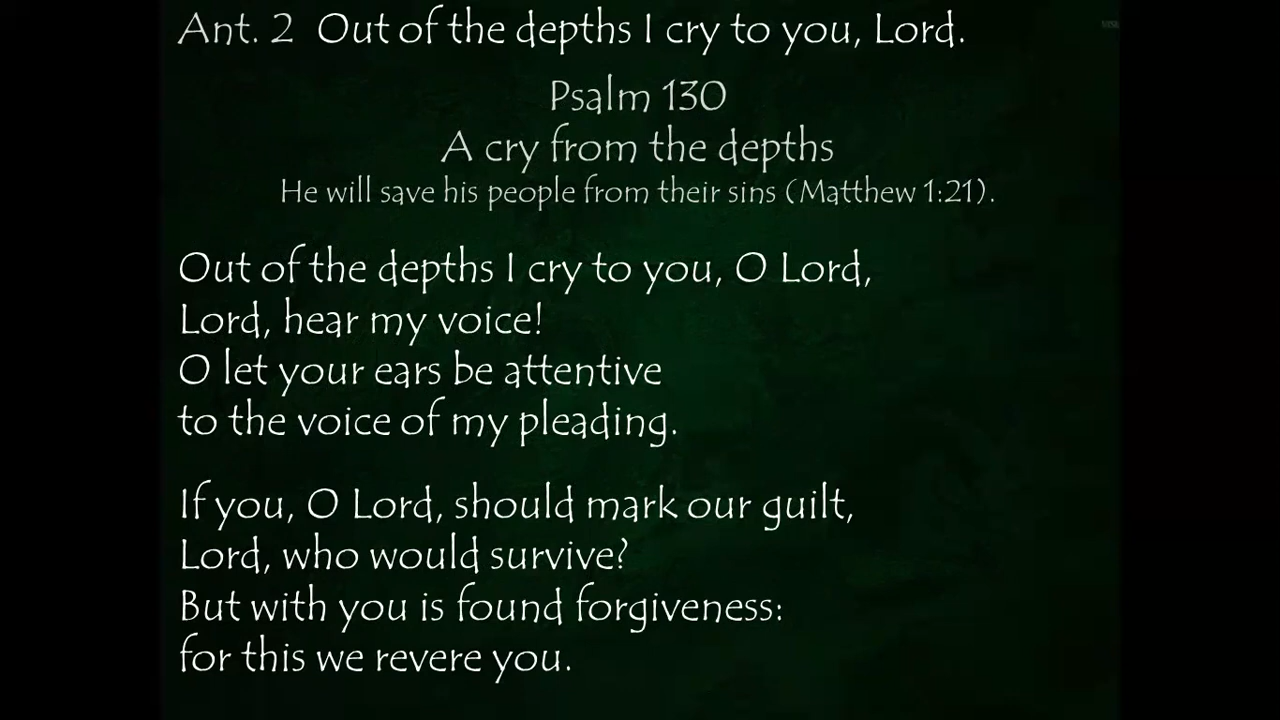 Ant. 2 Out of the depths I cry to you, Lord.
Psalm 130
A cry from the depths
He will save his people from their sins (Matthew 1:21).
Out of the depths I cry to you, O Lord,
Lord, hear my voice!
O let your ears be attentive
to the voice of my pleading.
If you, O Lord, should mark our guilt,
Lord, who would survive?
But with you is found forgiveness:
for this we revere you.